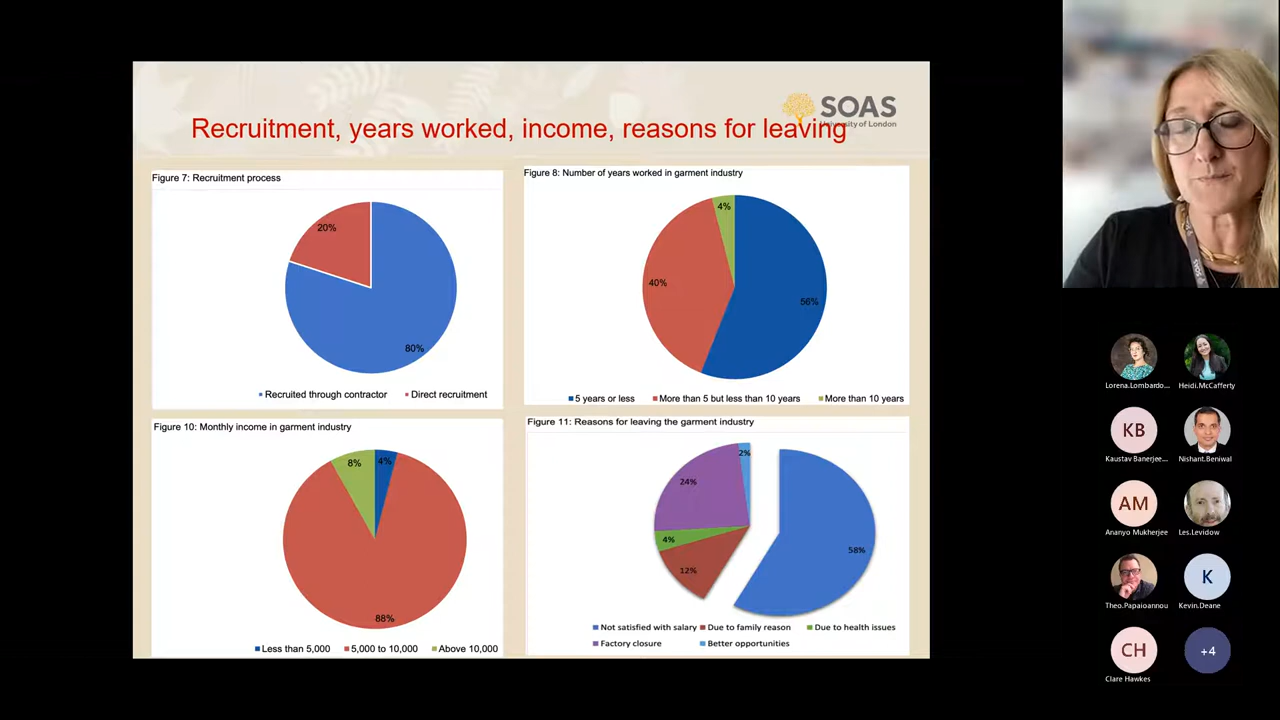 SOAS
University of London
Recruitment, years worked, income, reasons for leaving
Figure 7: Recruitment process
20%
80%
Recruited through contractor Direct recruitment
Figure 8: Number of years worked in garment industry
4%
40%
56%
5 years or less More than 5 but less than 10 years More than 10 years
Figure 10: Monthly income in garment industry
8% 4%
88%
Less than 5,000 5,000 to 10,000 Above 10,000
Figure 11: Reasons for leaving the garment industry
2%
24%
4%
12%
58%
Not satisfied with salary Due to family reason Due to health issues
Factory closure Better opportunities
SOAS
Lorena.Lombardo... Heidi.McCafferty
KB
Kaustav Banerjee... Nishant.Beniwal
AM
Ananyo Mukherjee Les.Levidow
K
Theo.Papaioannou Kevin.Deane
CH +4
Clare Hawkes